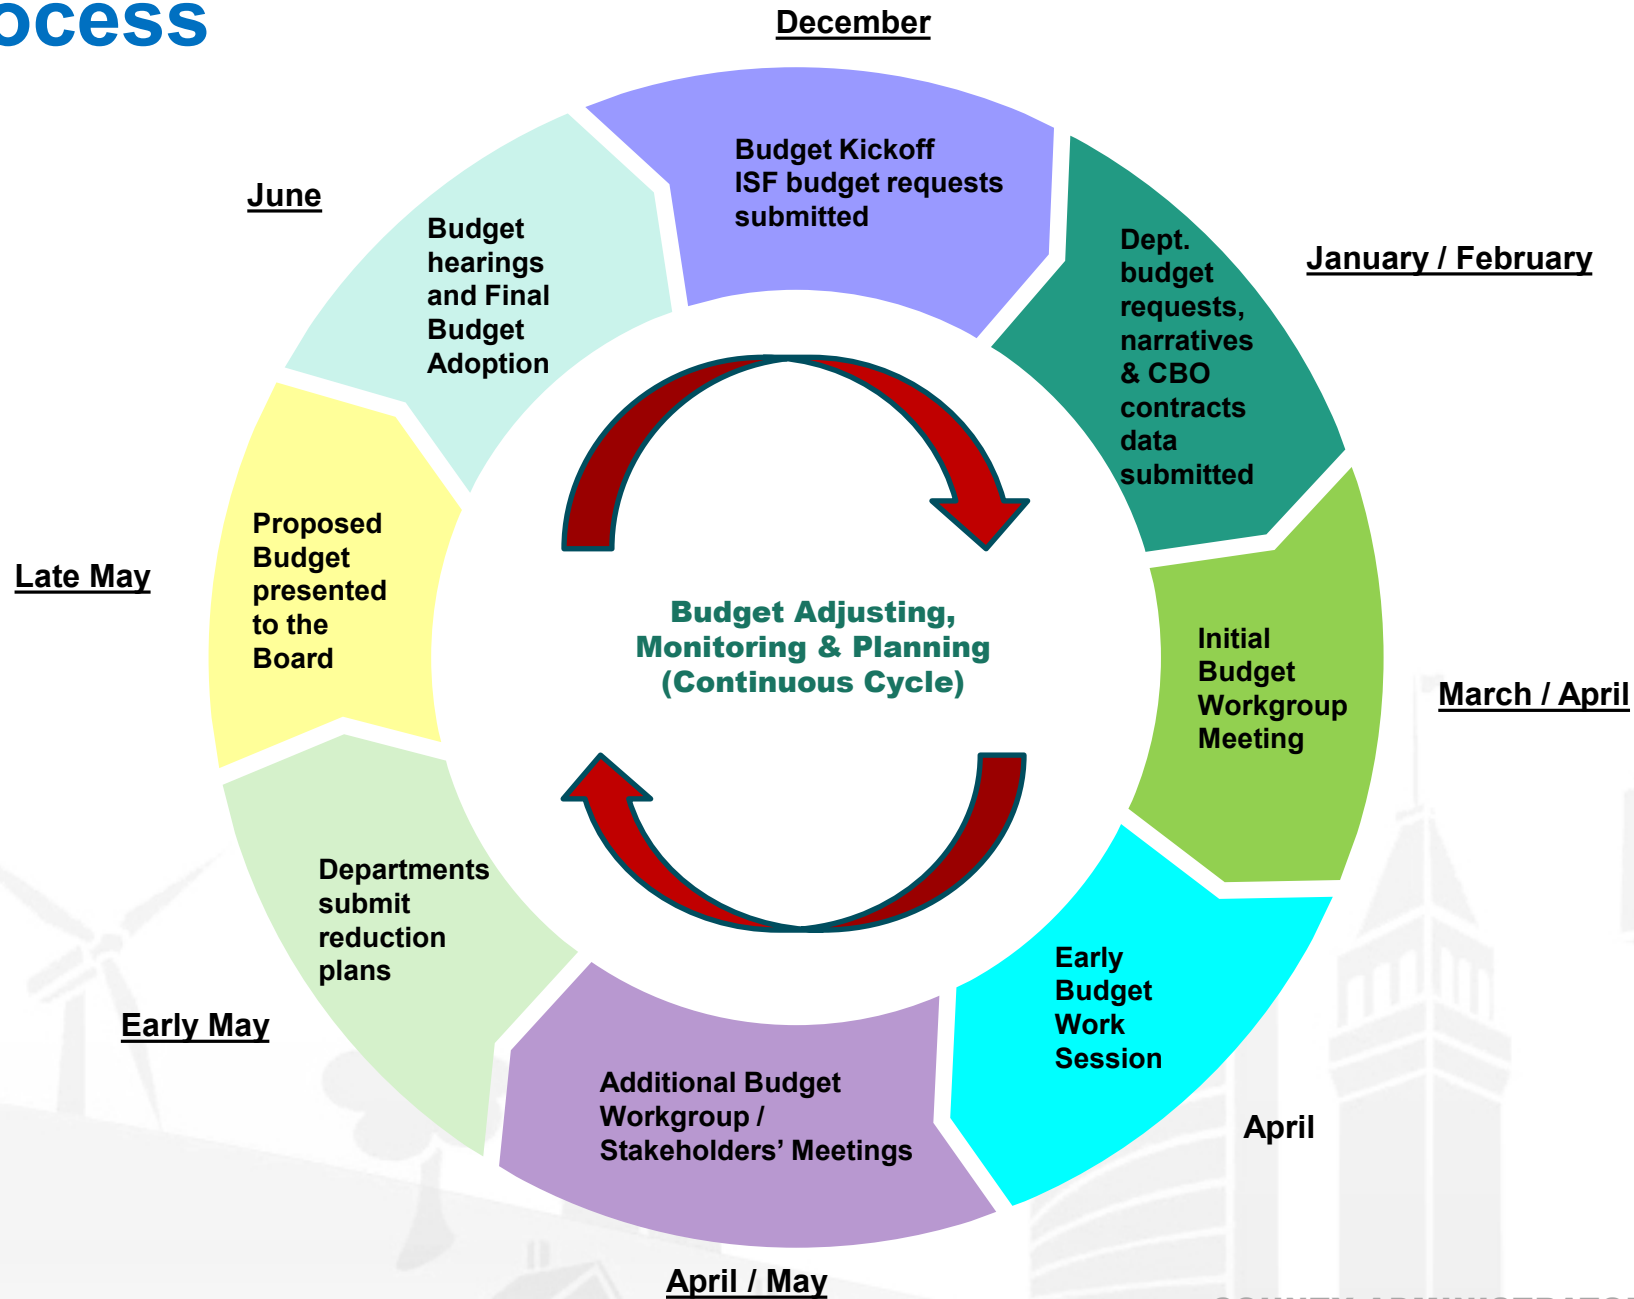 December
Budget Kickoff
ISF budget requests
submitted
January / February
Dept.
budget
requests,
narratives
& CBO
contracts
data
submitted
March / April
Initial
Budget
Workgroup
Meeting
April
Early
Budget
Work
Session
April / May
Additional Budget
Workgroup /
Stakeholders’ Meetings
Early May
Departments
submit
reduction
plans
Late May
Proposed
Budget
presented
to the
Board
June
Budget
hearings
and Final
Budget
Adoption
Budget Adjusting,
Monitoring & Planning
(Continuous Cycle)